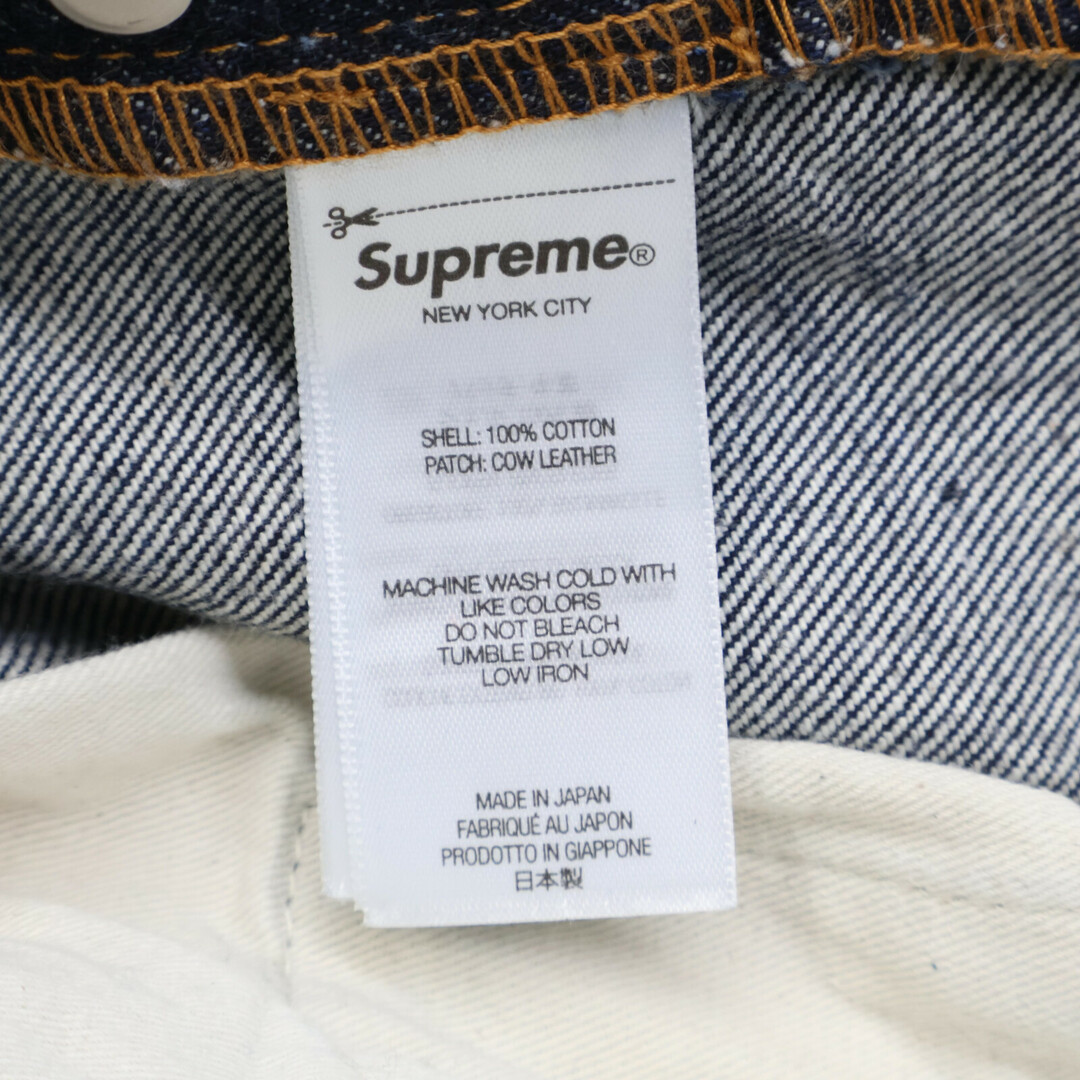 Supreme®
NEW YORK CITY
SHELL: 100% COTTON
PATCH: COW LEATHER
MACHINE WASH COLD WITH
LIKE COLORS
DO NOT BLEACH
TUMBLE DRY LOW
LOW IRON
MADE IN JAPAN
FABRIQUÉ AU JAPON
PRODOTTO IN GIAPPONE
日本製